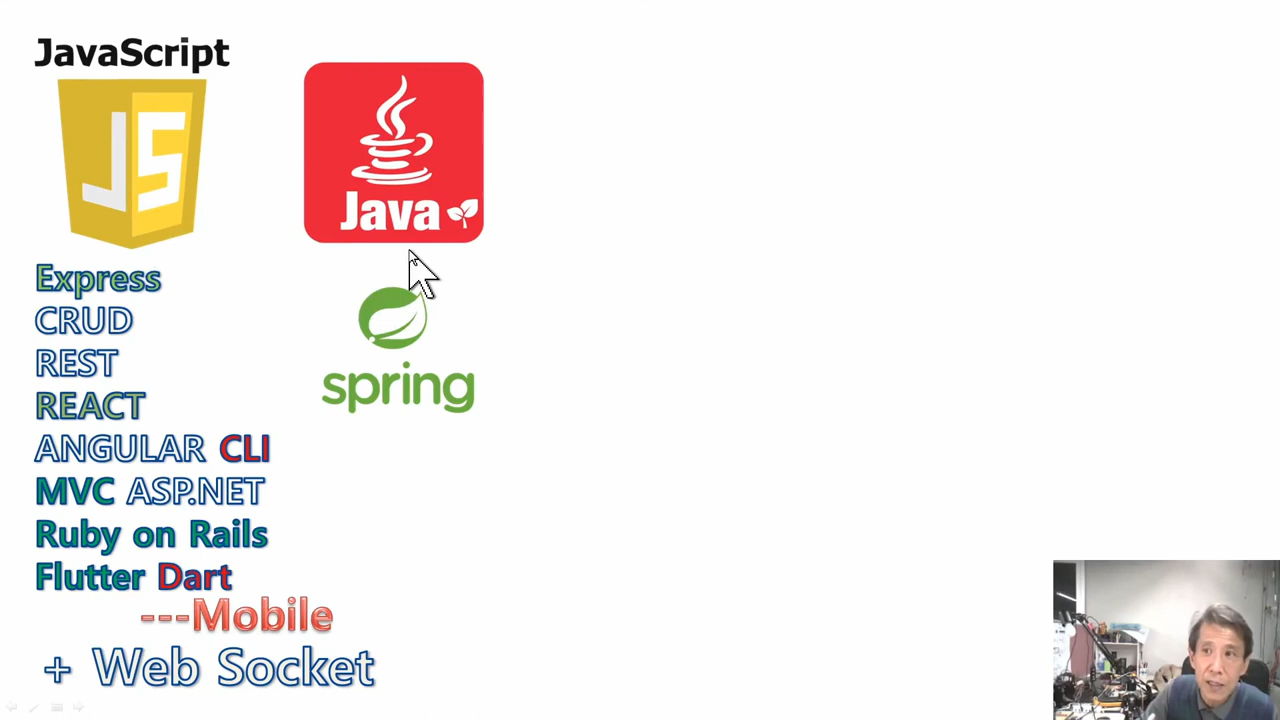 JavaScript
JS
Java
spring
Express
CRUD
REST
REACT
ANGULAR CLI
MVC ASP.NET
Ruby on Rails
Flutter Dart
---Mobile
+ Web Socket